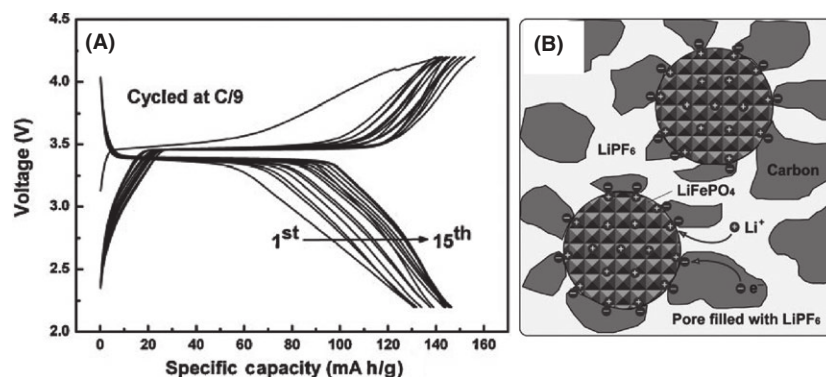 (A)
Cycled at C/9
1st
15th
Voltage (V)
4.5
4.0
3.5
3.0
2.5
2.0
0 20 40 60 80 100 120 140 160
Specific capacity (mA h/g)
(B)
LiPF₆
Carbon
LiFePO₄
Li⁺
e⁻
Pore filled with LiPF₆